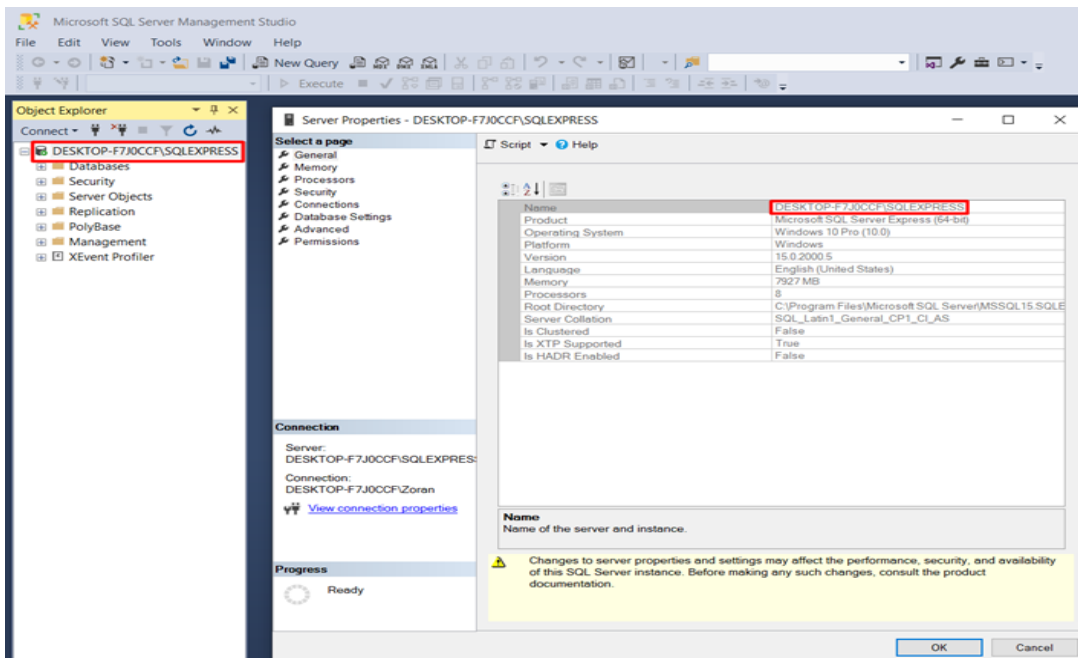 Microsoft SQL Server Management Studio
File Edit View Tools Window Help
New Query
Execute
Object Explorer
Connect
DESKTOP-F7J0CCF\SQLEXPRESS
Databases
Security
Server Objects
Replication
PolyBase
Management
XEvent Profiler
Server Properties - DESKTOP-F7J0CCF\SQLEXPRESS
Select a page
General
Memory
Processors
Security
Connections
Database Settings
Advanced
Permissions
Connection
Server:
DESKTOP-F7J0CCF\SQLEXPRES
Connection:
DESKTOP-F7J0CCF\Zoran
View connection properties
Progress
Ready
Script Help
Name DESKTOP-F7J0CCF\SQLEXPRESS
Product Microsoft SQL Server Express (64-bit)
Operating System Windows 10 Pro (10.0)
Platform Windows
Version 15.0.2000.5
Language English (United States)
Memory 7927 MB
Processors 8
Root Directory C:\Program Files\Microsoft SQL Server\MSSQL15.SQLE
Server Collation SQL_Latin1_General_CP1_CI_AS
Is Clustered False
Is XTP Supported True
Is HADR Enabled False
Name
Name of the server and instance.
Changes to server properties and settings may affect the performance, security, and availability
of this SQL Server instance. Before making any such changes, consult the product
documentation.
OK Cancel